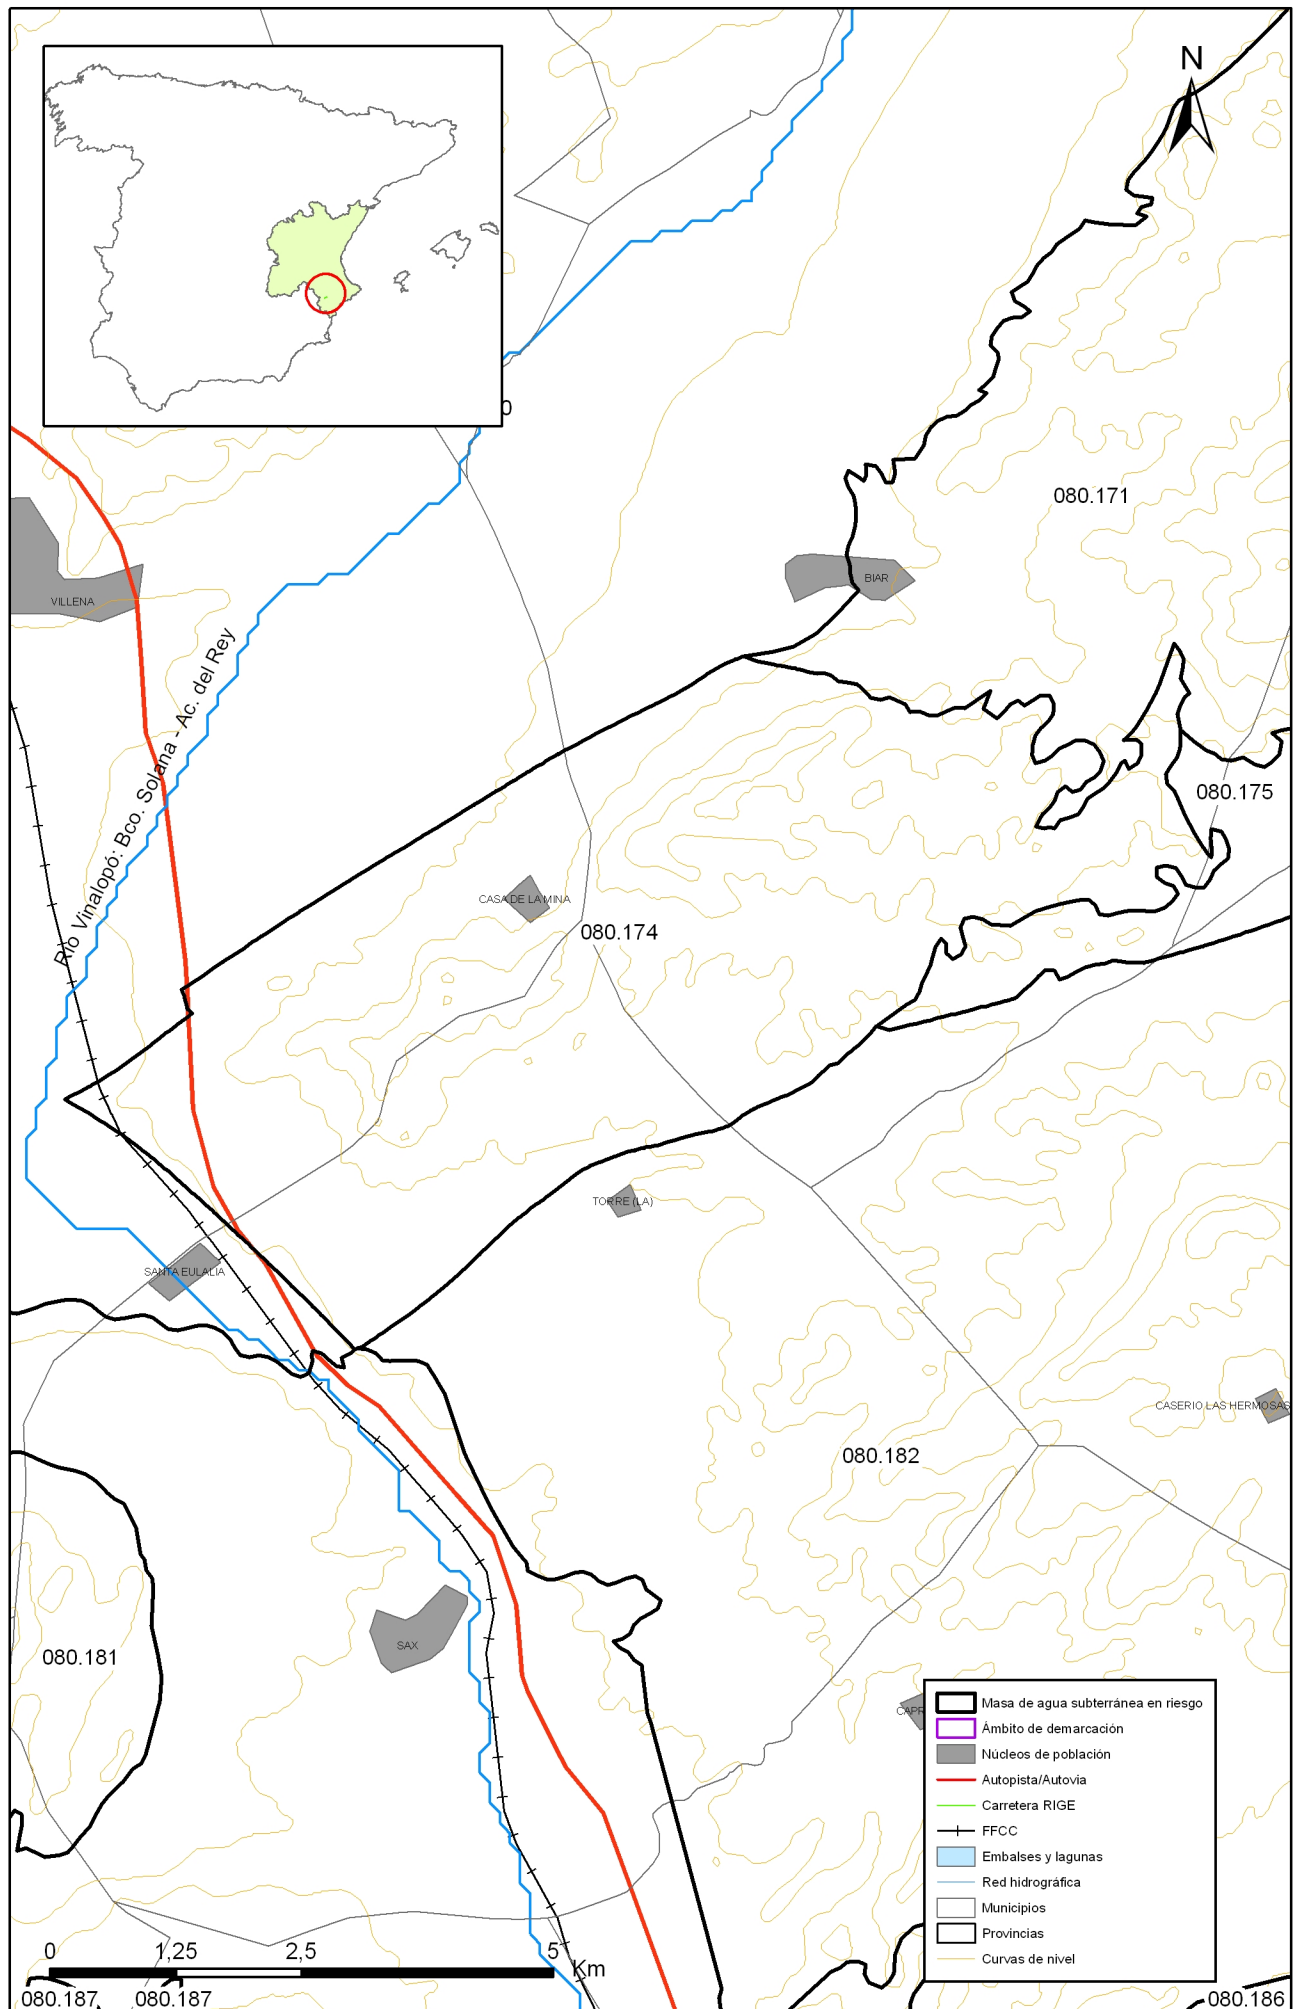 N
0
080.171
BIAR
VILLENA
Río Vinalopó: Bco. Solana - Ac. del Rey
080.175
CASA DE LA MINA
080.174
TORRE (LA)
SANTA EULALIA
CASERIO LAS HERMOSAS
080.182
SAX
080.181
CAPR
Masa de agua subterránea en riesgo
Ámbito de demarcación
Núcleos de población
Autopista/Autovia
Carretera RIGE
FFCC
Embalses y lagunas
Red hidrográfica
Municipios
Provincias
Curvas de nivel
0 1,25 2,5 5
Km
080.187 080.187 080.186